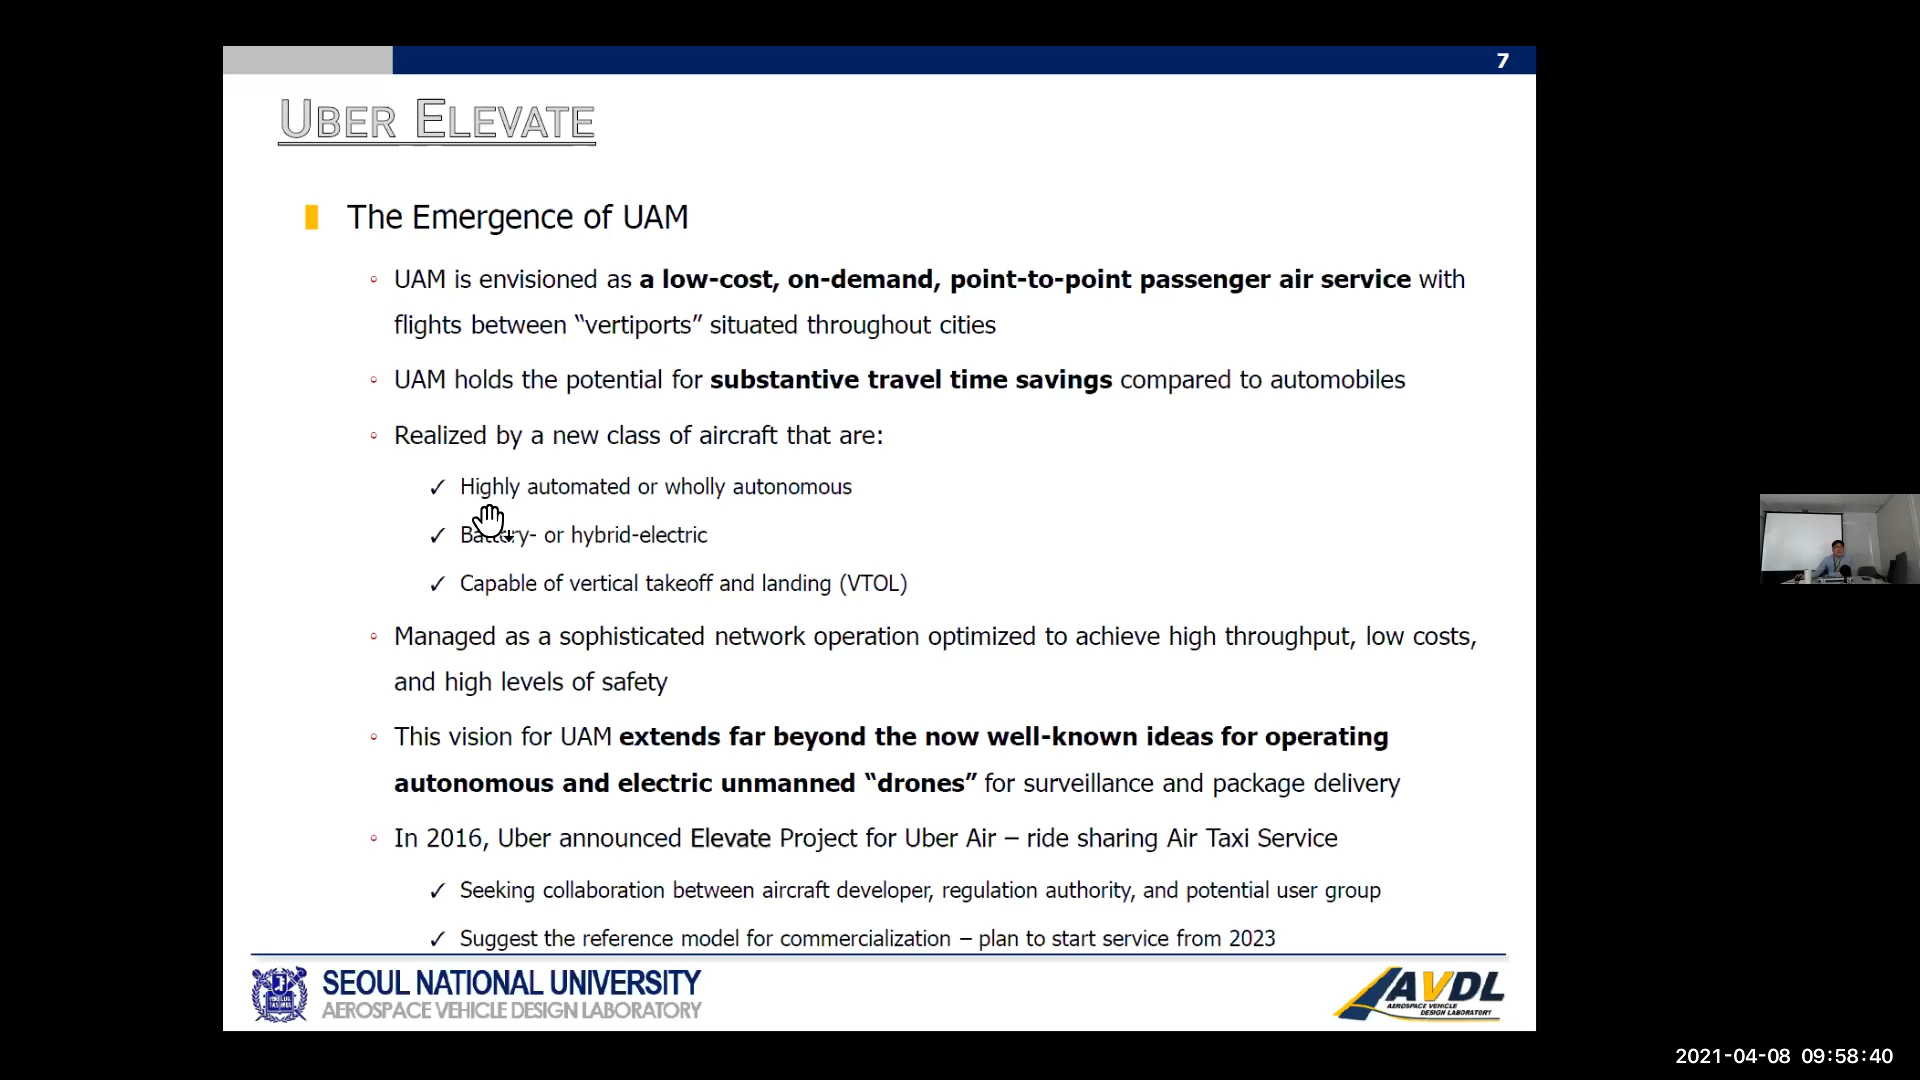 7
UBER ELEVATE
The Emergence of UAM
◦ UAM is envisioned as a low-cost, on-demand, point-to-point passenger air service with
flights between “vertiports” situated throughout cities
◦ UAM holds the potential for substantive travel time savings compared to automobiles
◦ Realized by a new class of aircraft that are:
✓ Highly automated or wholly autonomous
✓ Battery- or hybrid-electric
✓ Capable of vertical takeoff and landing (VTOL)
◦ Managed as a sophisticated network operation optimized to achieve high throughput, low costs,
and high levels of safety
◦ This vision for UAM extends far beyond the now well-known ideas for operating
autonomous and electric unmanned “drones” for surveillance and package delivery
◦ In 2016, Uber announced Elevate Project for Uber Air – ride sharing Air Taxi Service
✓ Seeking collaboration between aircraft developer, regulation authority, and potential user group
✓ Suggest the reference model for commercialization – plan to start service from 2023
SEOUL NATIONAL UNIVERSITY
AEROSPACE VEHICLE DESIGN LABORATORY
AVDL
AEROSPACE VEHICLE
DESIGN LABORATORY
2021-04-08 09:58:40